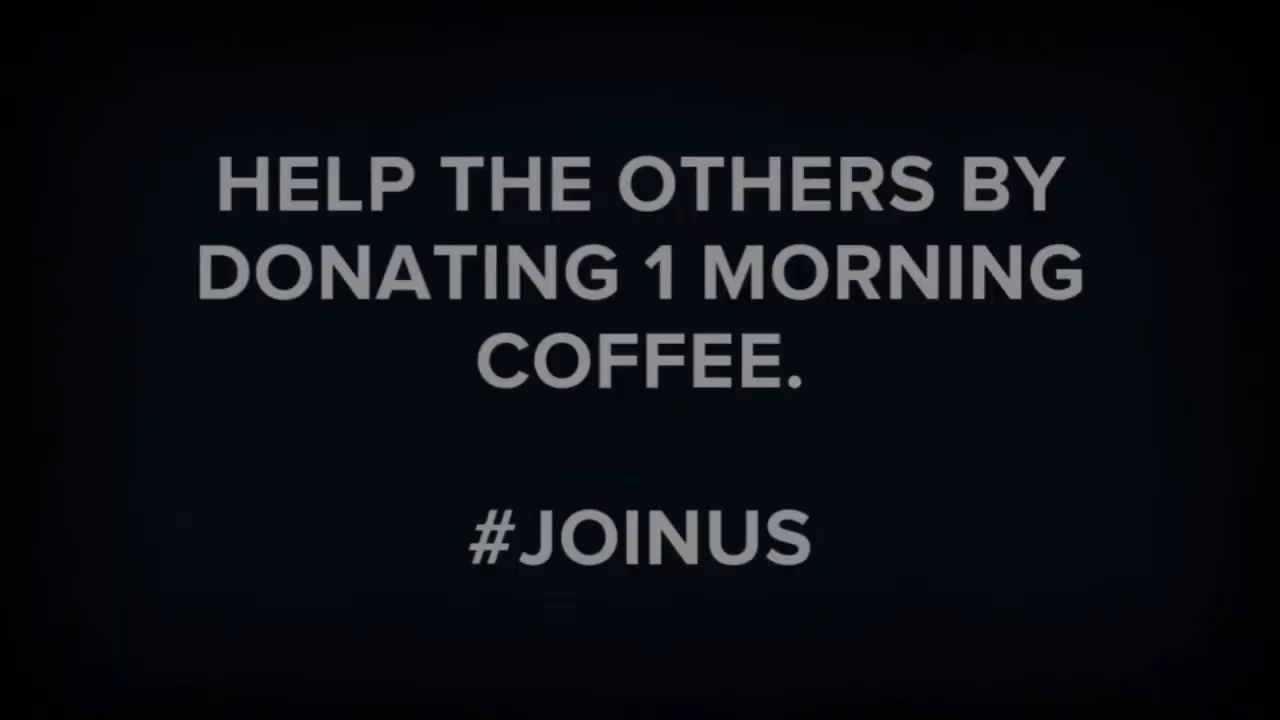 HELP THE OTHERS BY
DONATING 1 MORNING
COFFEE.
#JOINUS